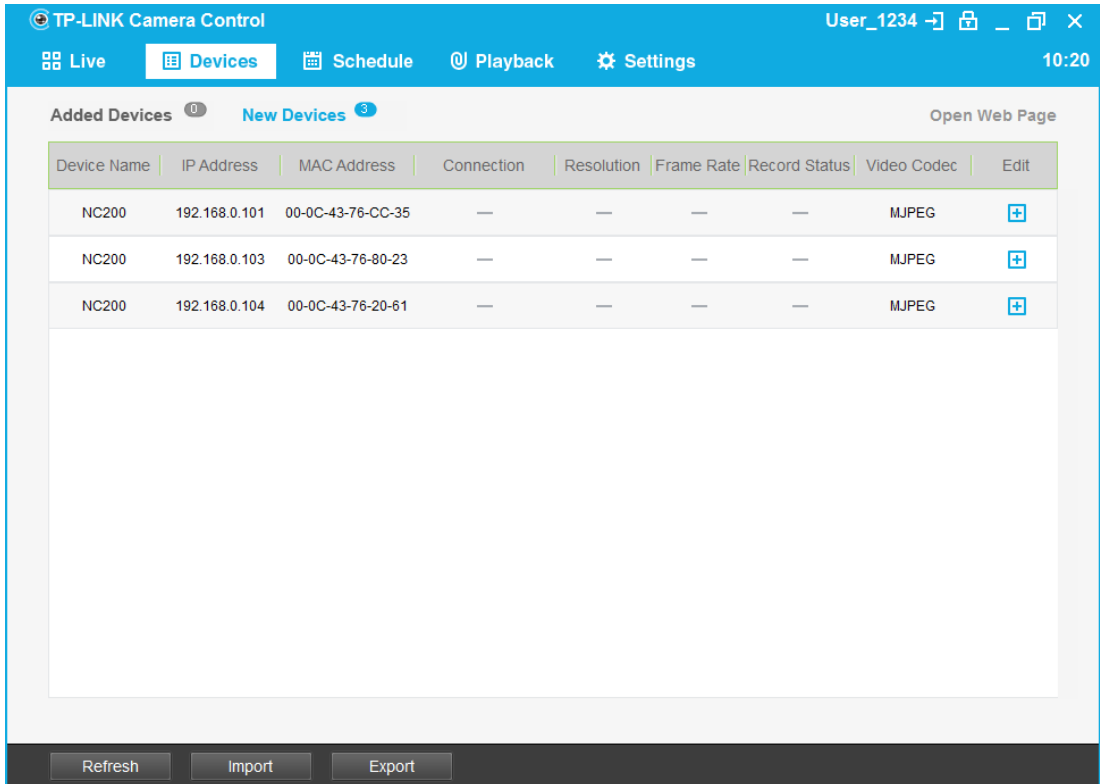 TP-LINK Camera Control User_1234
Live Devices Schedule Playback Settings 10:20
Added Devices 0 New Devices 3 Open Web Page
Device Name IP Address MAC Address Connection Resolution Frame Rate Record Status Video Codec Edit
NC200 192.168.0.101 00-0C-43-76-CC-35 — — — — MJPEG
NC200 192.168.0.103 00-0C-43-76-80-23 — — — — MJPEG
NC200 192.168.0.104 00-0C-43-76-20-61 — — — — MJPEG
Refresh Import Export